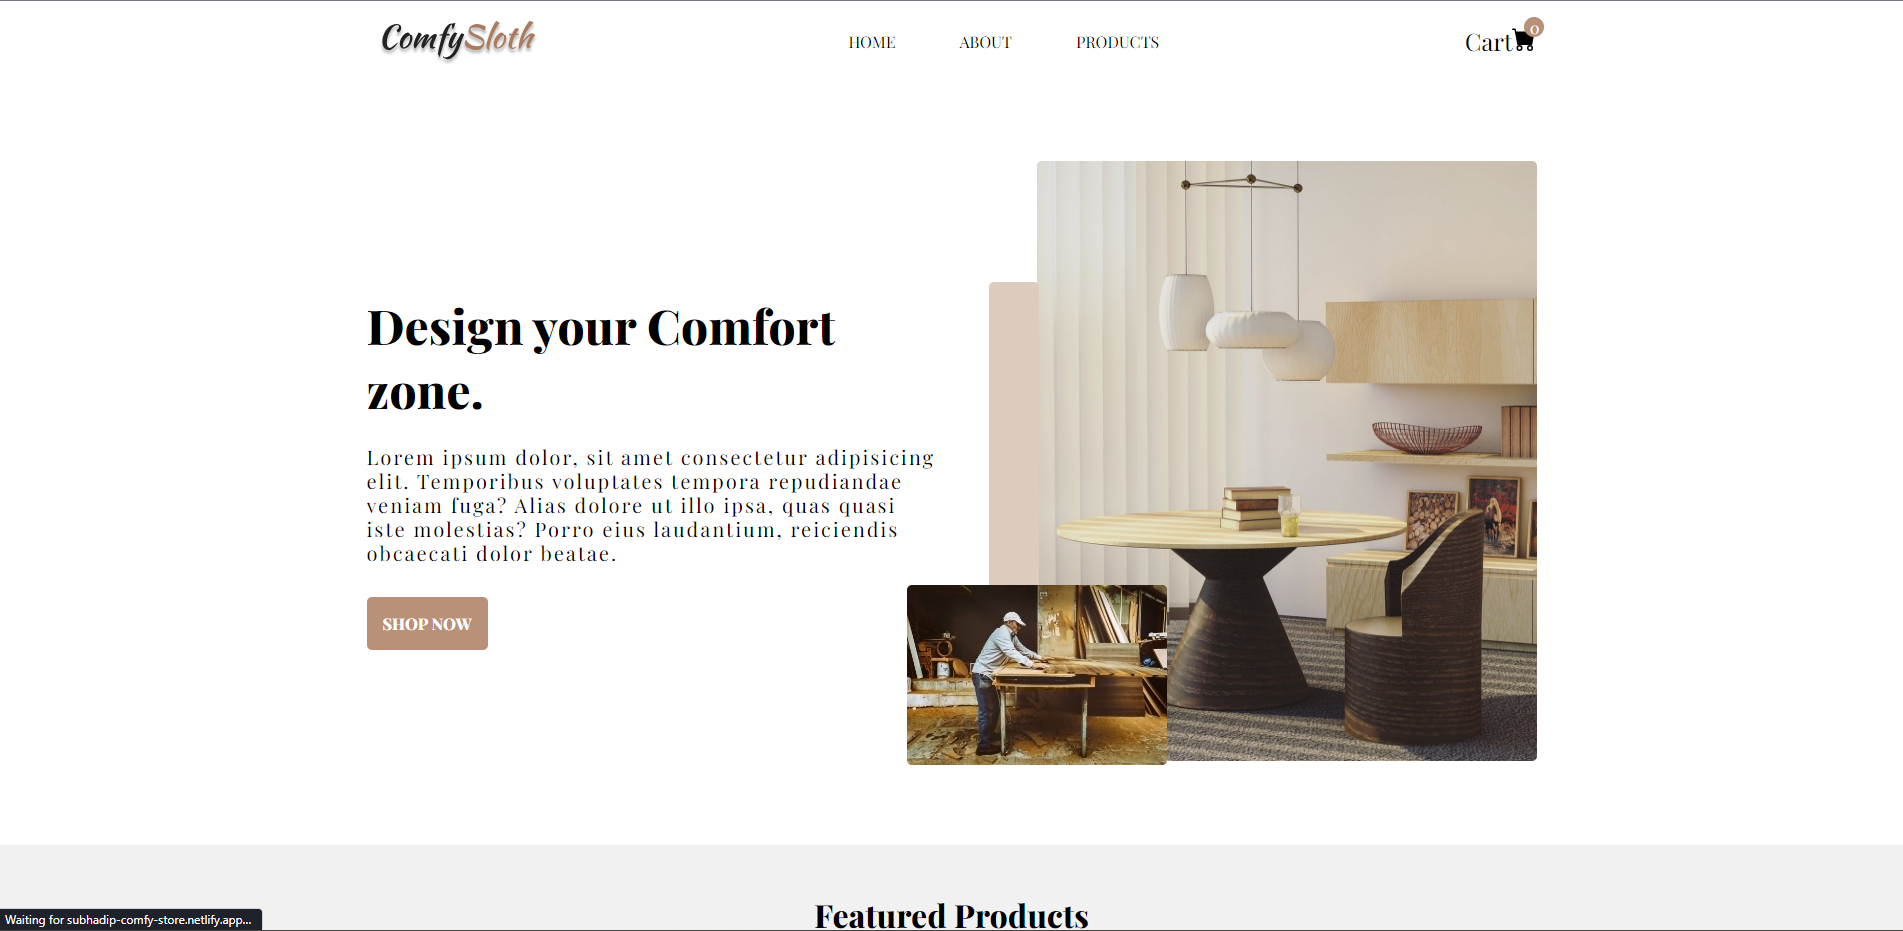 ComfySloth
HOME
ABOUT
PRODUCTS
Cart
0
Design your Comfort
zone.
Lorem ipsum dolor, sit amet consectetur adipisicing
elit. Temporibus voluptates tempora repudiandae
veniam fuga? Alias dolore ut illo ipsa, quas quasi
iste molestias? Porro eius laudantium, reiciendis
obcaecati dolor beatae.
SHOP NOW
Featured Products
Waiting for subhadip-comfy-store.netlify.app...